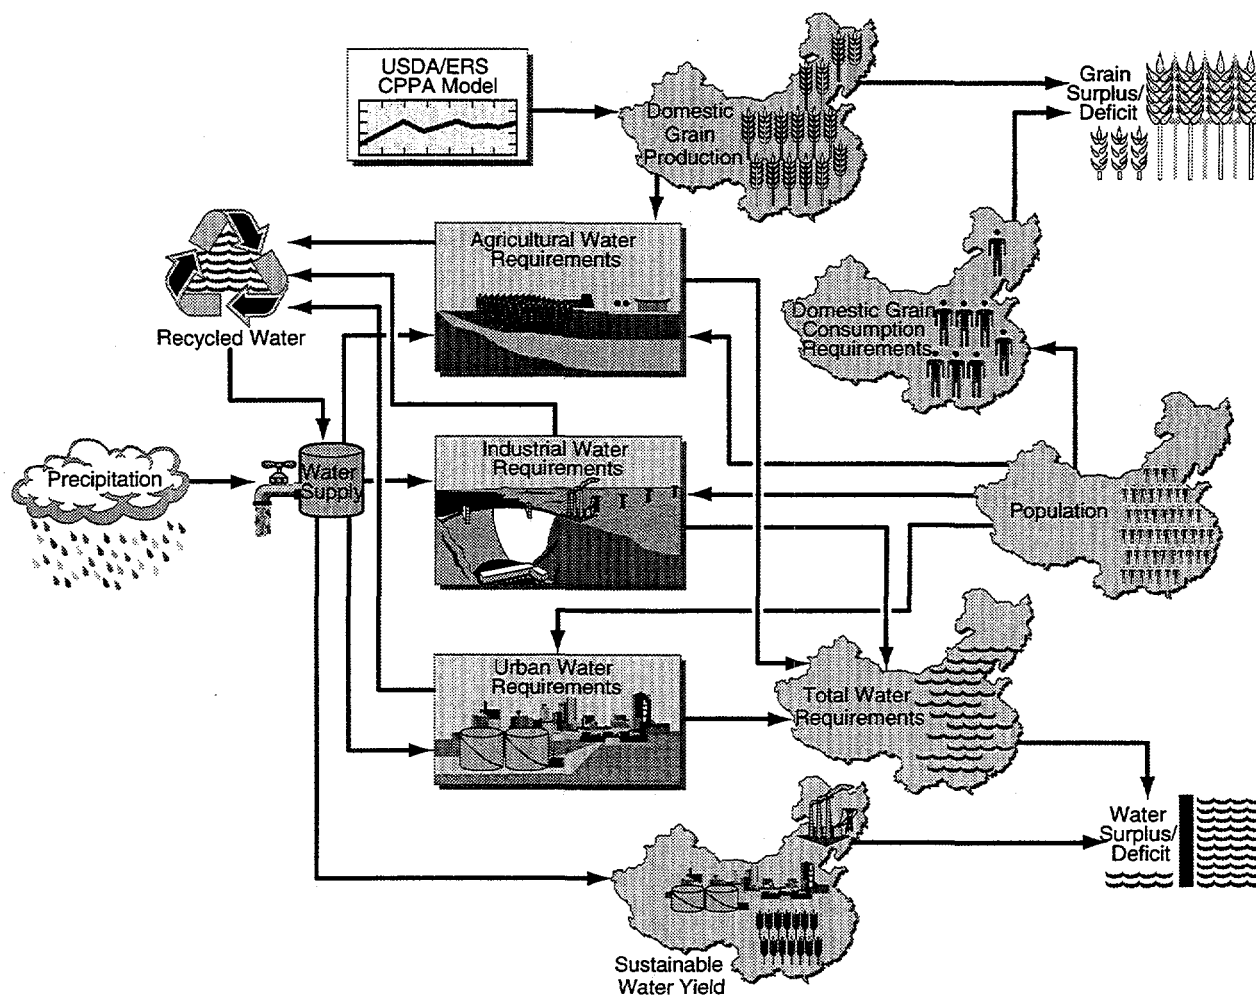 USDA/ERS
CPPA Model
Domestic
Grain
Production
Grain
Surplus/
Deficit
Agricultural Water
Requirements
Recycled Water
Domestic Grain
Consumption
Requirements
Precipitation
Water
Supply
Industrial Water
Requirements
Population
Urban Water
Requirements
Total Water
Requirements
Water
Surplus/
Deficit
Sustainable
Water Yield